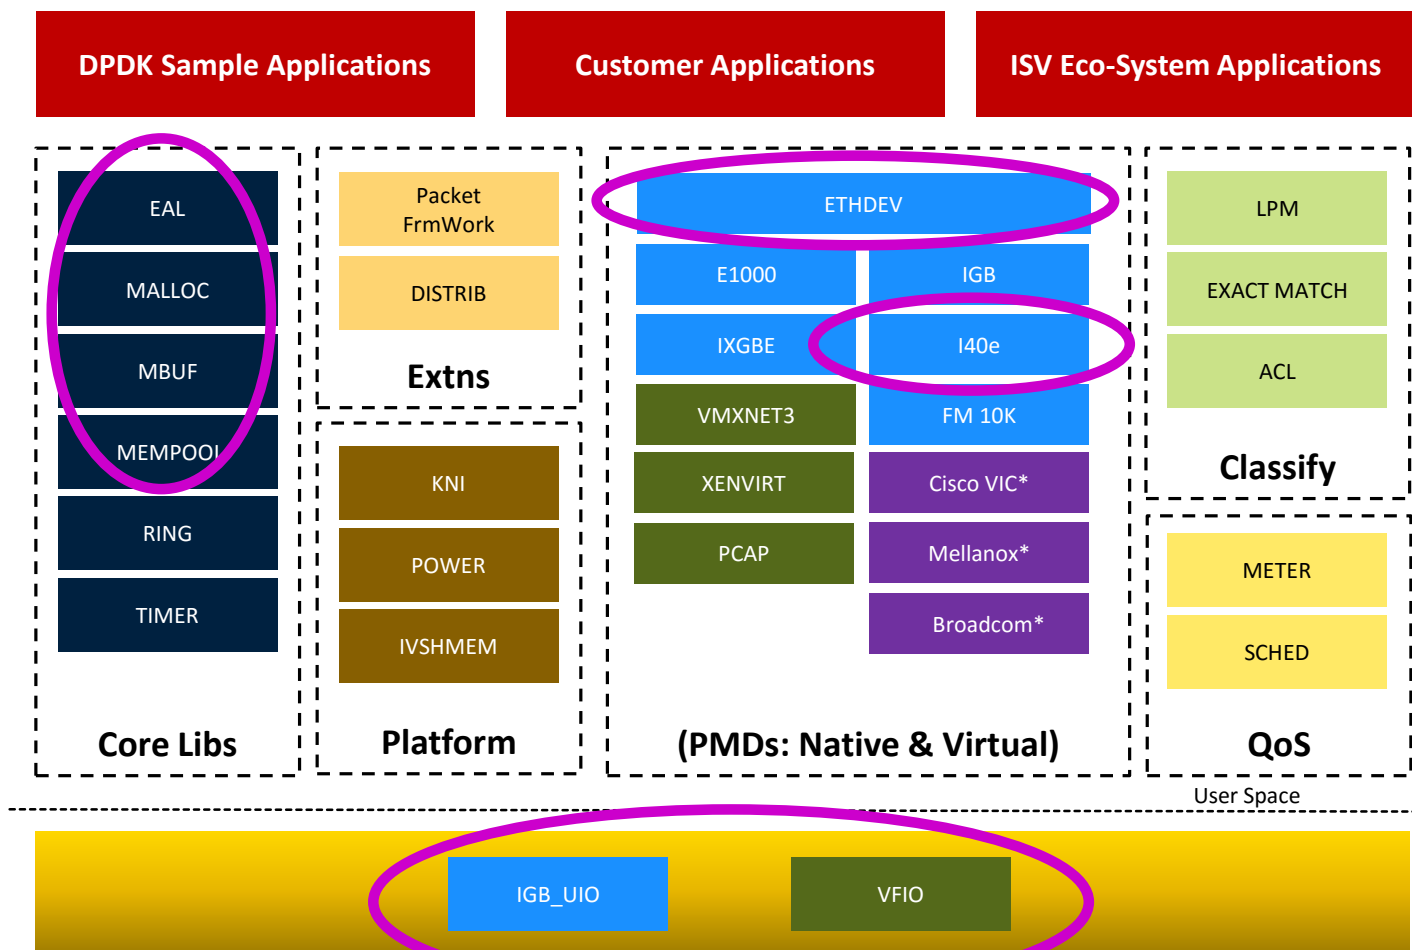 DPDK Sample Applications
Customer Applications
ISV Eco-System Applications
EAL
MALLOC
MBUF
MEMPOOL
RING
TIMER
Core Libs
Packet
FrmWork
DISTRIB
Extns
KNI
POWER
IVSHMEM
Platform
ETHDEV
E1000
IGB
IXGBE
I40e
VMXNET3
FM 10K
XENVIRT
Cisco VIC*
PCAP
Mellanox*
Broadcom*
(PMDs: Native & Virtual)
LPM
EXACT MATCH
ACL
Classify
METER
SCHED
QoS
User Space
IGB_UIO
VFIO